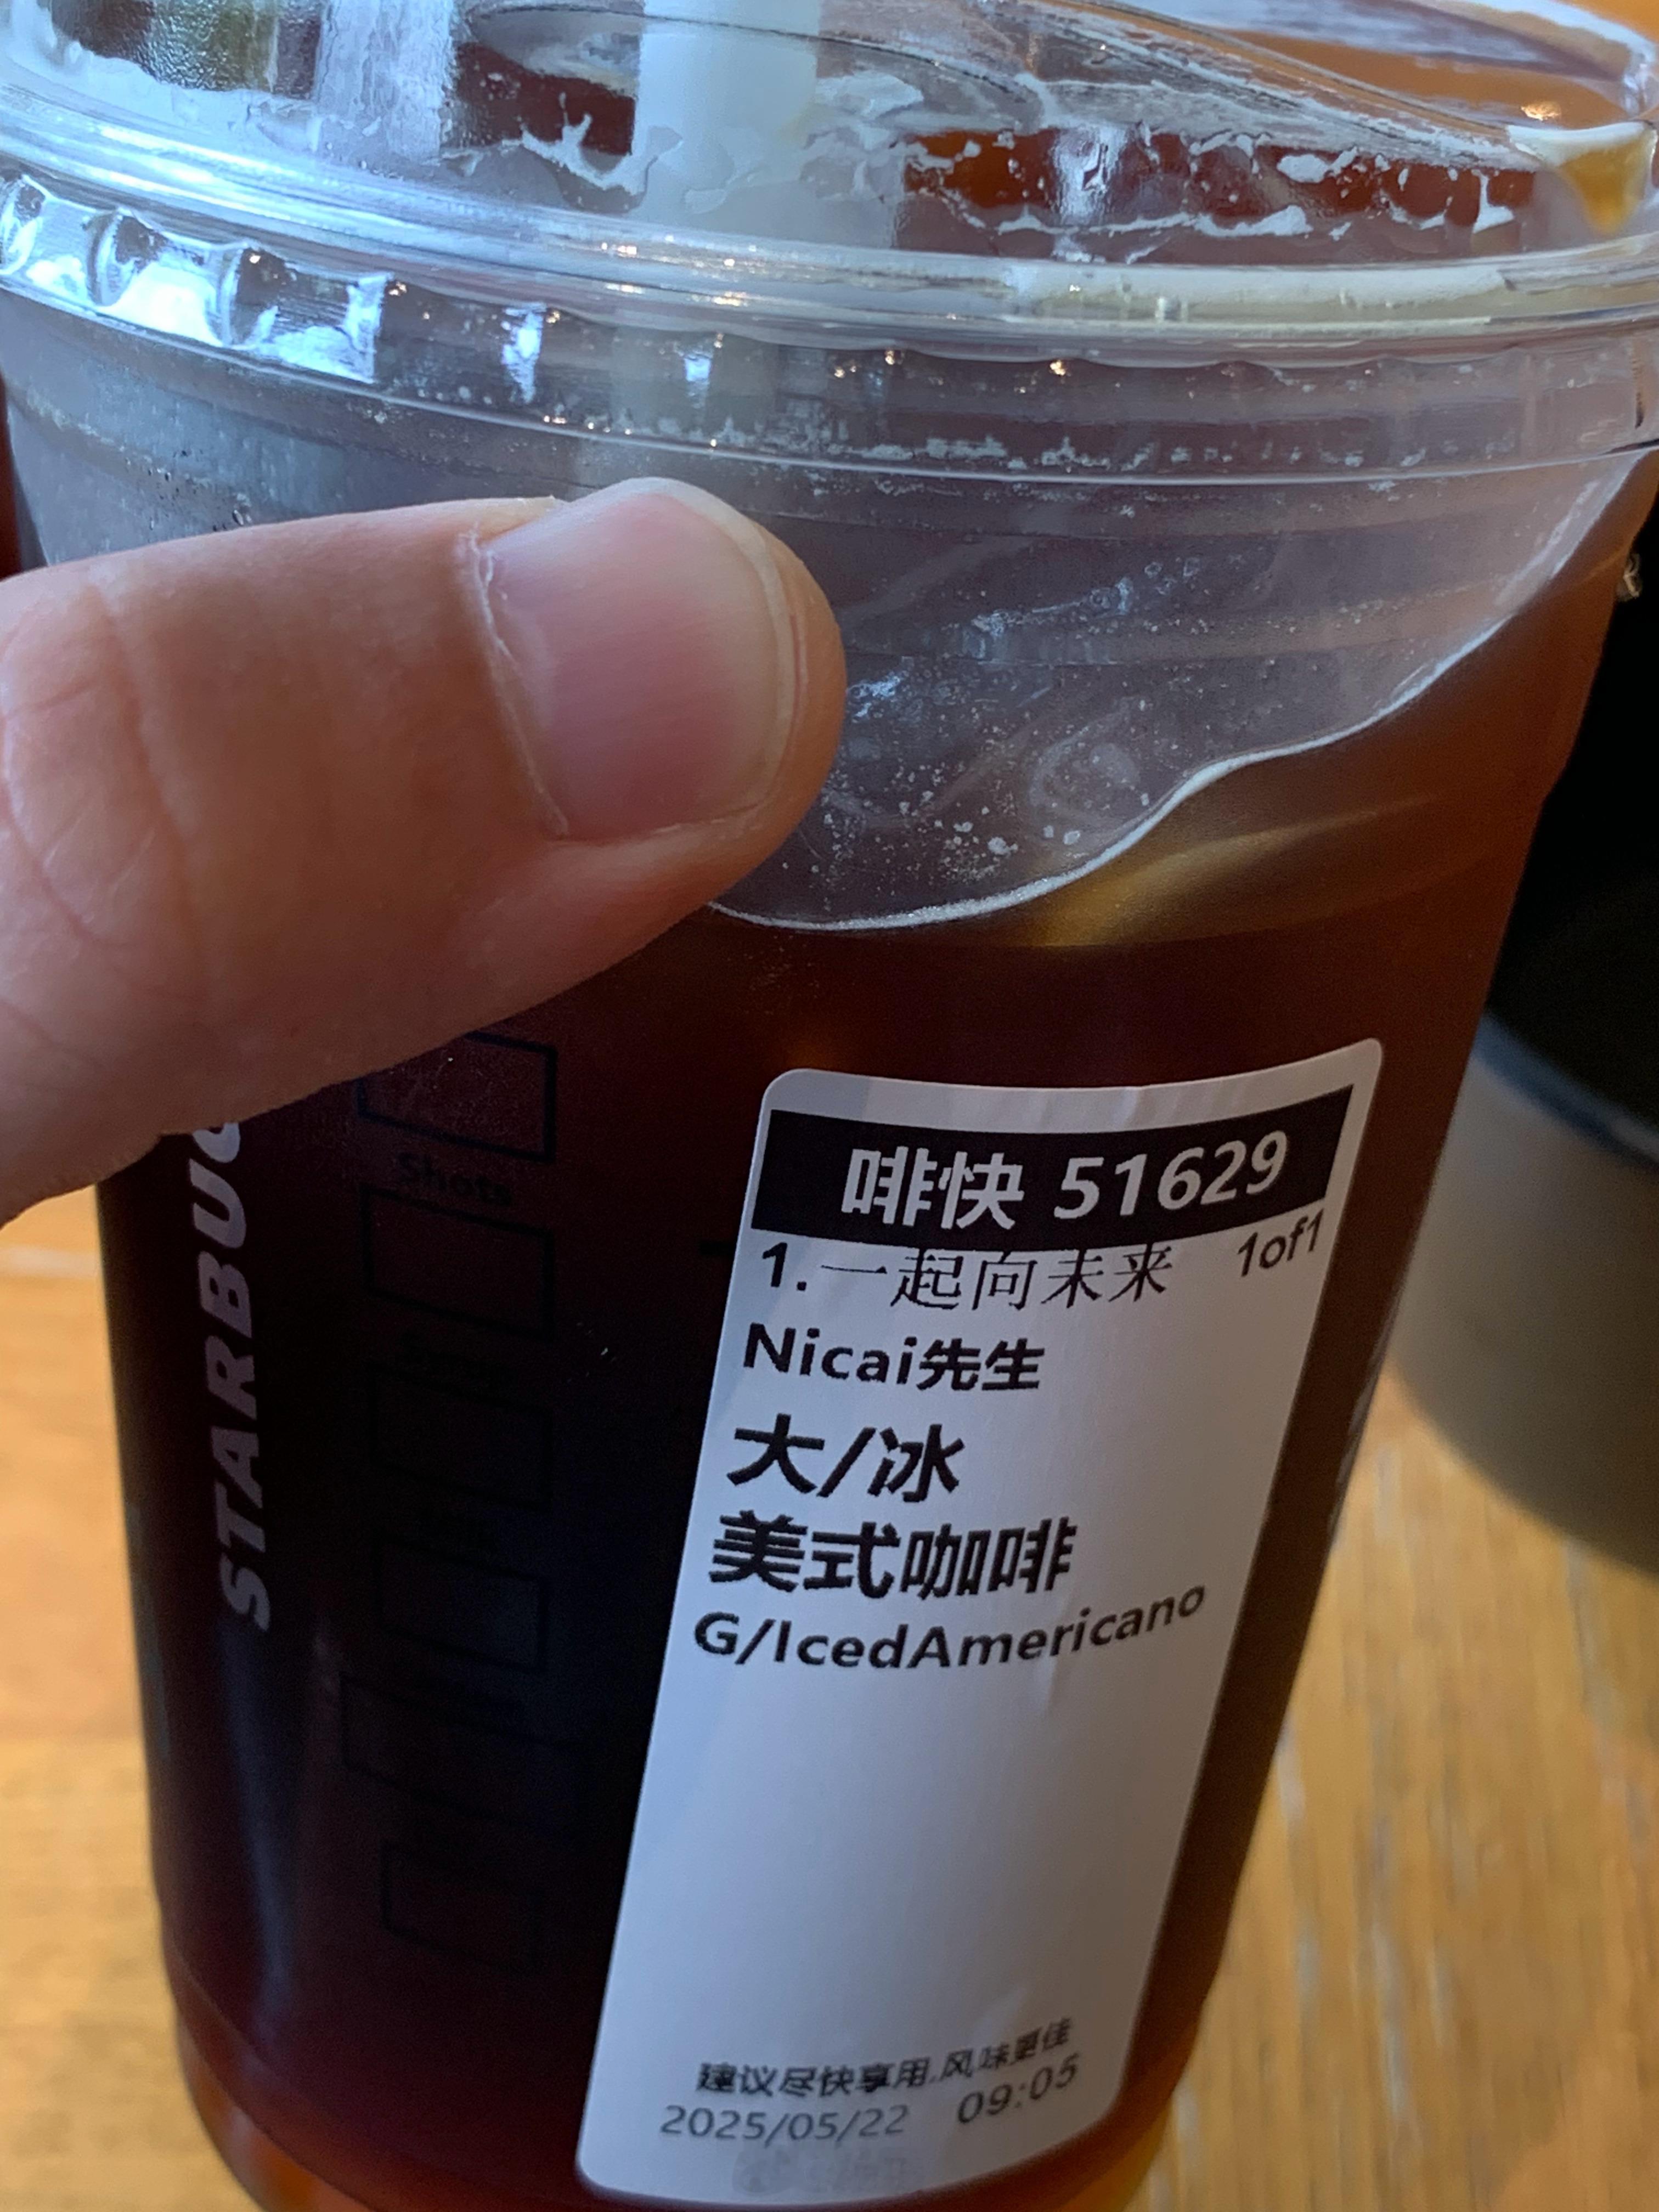 STARBUC
Shots
啡快 51629
1.一起向未来 1of1
Nicai先生
大/冰
美式咖啡
G/IcedAmericano
建议尽快享用,风味更佳
2025/05/22 09:05